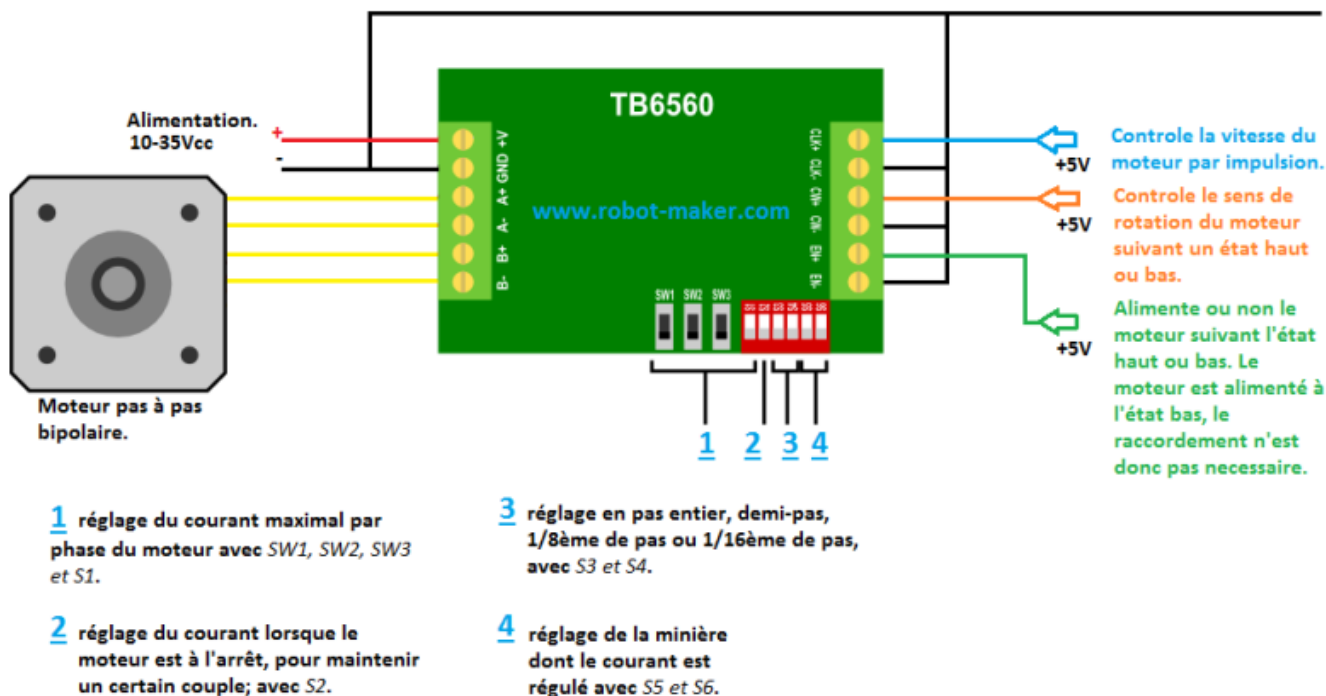 Alimentation.
10-35Vcc
+
-
TB6560
www.robot-maker.com
+V
GND
A+
A-
B+
B-
CLK+
CLK-
CW+
CW-
EN+
EN-
SW1 SW2 SW3
+5V
+5V
+5V
Controle la vitesse du
moteur par impulsion.
Controle le sens de
rotation du moteur
suivant un état haut
ou bas.
Alimente ou non le
moteur suivant l'état
haut ou bas. Le
moteur est alimenté à
l'état bas, le
raccordement n'est
donc pas necessaire.
Moteur pas à pas
bipolaire.
1 2 3 4
1 réglage du courant maximal par
phase du moteur avec SW1, SW2, SW3
et S1.
2 réglage du courant lorsque le
moteur est à l'arrêt, pour maintenir
un certain couple; avec S2.
3 réglage en pas entier, demi-pas,
1/8ème de pas ou 1/16ème de pas,
avec S3 et S4.
4 réglage de la minière
dont le courant est
régulé avec S5 et S6.